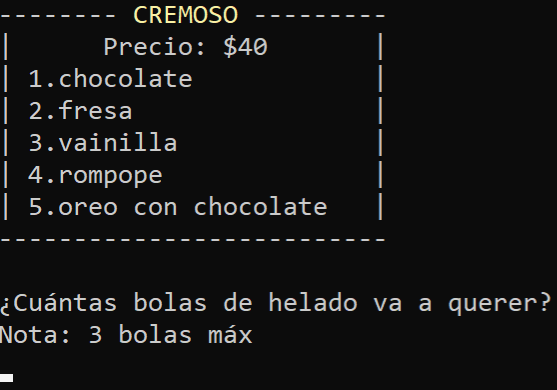 -------- CREMOSO ---------
|      Precio: $40       |
| 1.chocolate            |
| 2.fresa                |
| 3.vainilla             |
| 4.rompope              |
| 5.oreo con chocolate   |
--------------------------
¿Cuántas bolas de helado va a querer?
Nota: 3 bolas máx